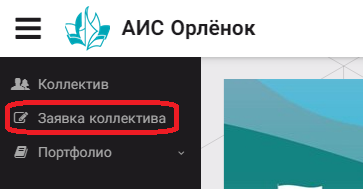 АИС Орлёнок
Коллектив
Заявка коллектива
Портфолио